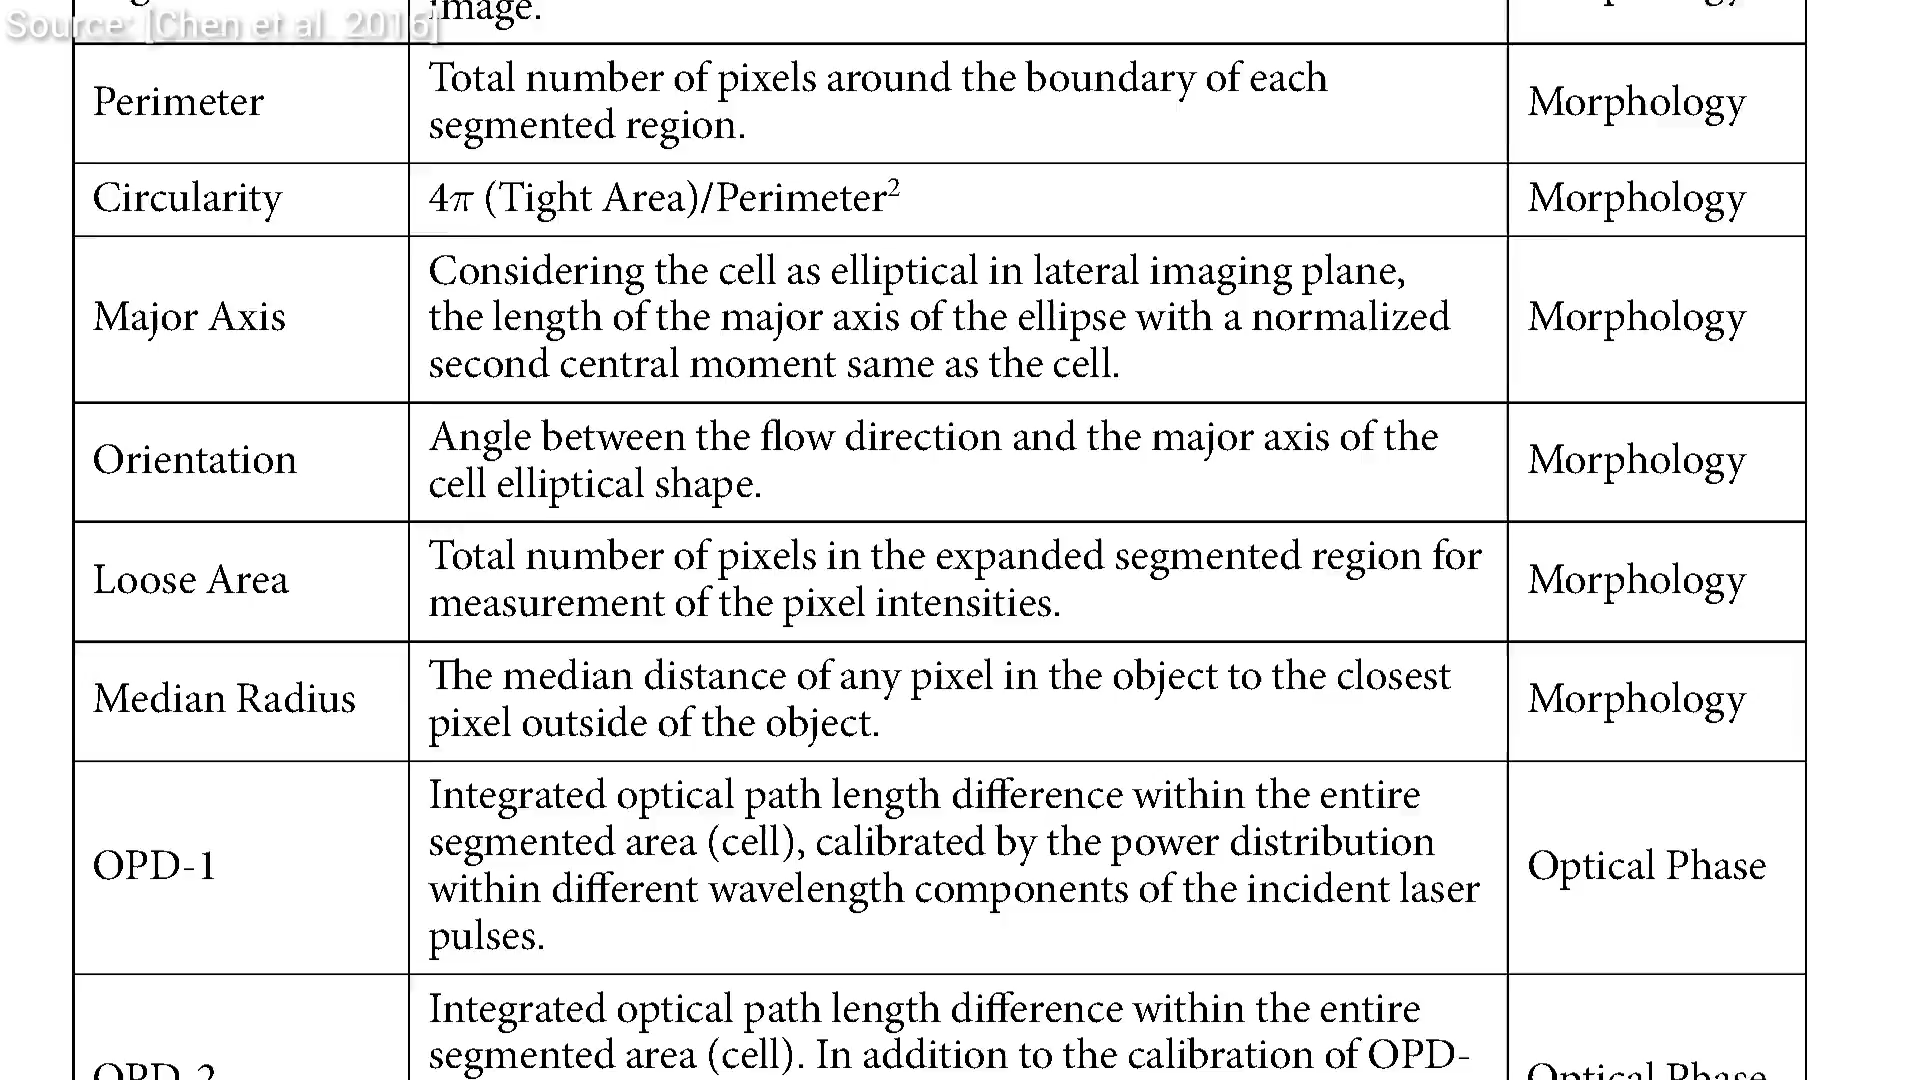 image.
Source: [Chen et al. 2016]
Perimeter
Total number of pixels around the boundary of each
segmented region.
Morphology
Circularity
4π (Tight Area)/Perimeter²
Morphology
Major Axis
Considering the cell as elliptical in lateral imaging plane,
the length of the major axis of the ellipse with a normalized
second central moment same as the cell.
Morphology
Orientation
Angle between the flow direction and the major axis of the
cell elliptical shape.
Morphology
Loose Area
Total number of pixels in the expanded segmented region for
measurement of the pixel intensities.
Morphology
Median Radius
The median distance of any pixel in the object to the closest
pixel outside of the object.
Morphology
OPD-1
Integrated optical path length difference within the entire
segmented area (cell), calibrated by the power distribution
within different wavelength components of the incident laser
pulses.
Optical Phase
OPD-2
Integrated optical path length difference within the entire
segmented area (cell). In addition to the calibration of OPD-
Optical Phase